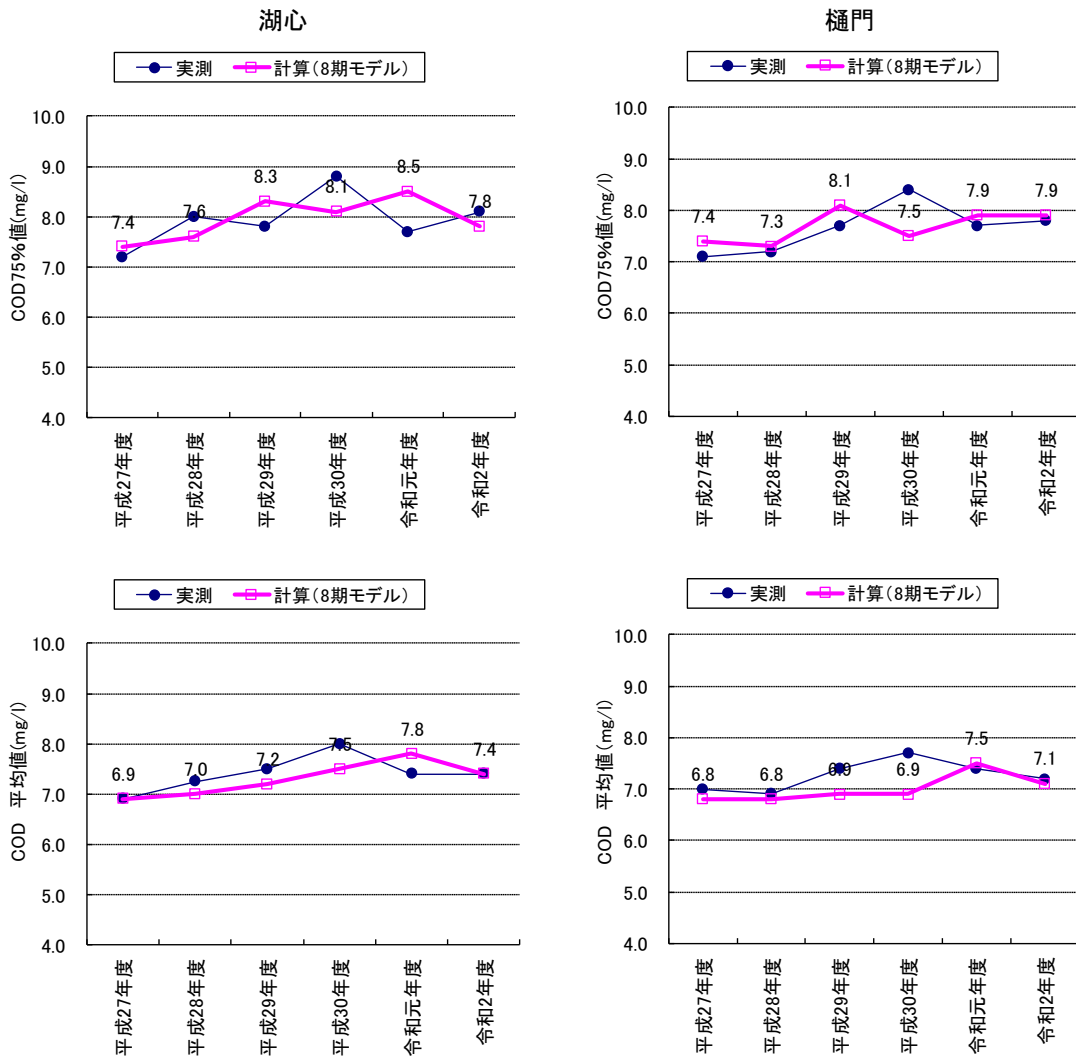 湖心
実測 計算(8期モデル)
COD75%値(mg/l)
10.0
9.0
8.0
7.0
6.0
5.0
4.0
7.4
7.6
8.3
8.1
8.5
7.8
平成27年度
平成28年度
平成29年度
平成30年度
令和元年度
令和2年度
樋門
実測 計算(8期モデル)
COD75%値(mg/l)
10.0
9.0
8.0
7.0
6.0
5.0
4.0
7.4
7.3
8.1
7.5
7.9
7.9
平成27年度
平成28年度
平成29年度
平成30年度
令和元年度
令和2年度
実測 計算(8期モデル)
COD 平均値(mg/l)
10.0
9.0
8.0
7.0
6.0
5.0
4.0
6.9
7.0
7.2
7.5
7.8
7.4
平成27年度
平成28年度
平成29年度
平成30年度
令和元年度
令和2年度
実測 計算(8期モデル)
COD 平均値(mg/l)
10.0
9.0
8.0
7.0
6.0
5.0
4.0
6.8
6.8
6.9
6.9
7.5
7.1
平成27年度
平成28年度
平成29年度
平成30年度
令和元年度
令和2年度